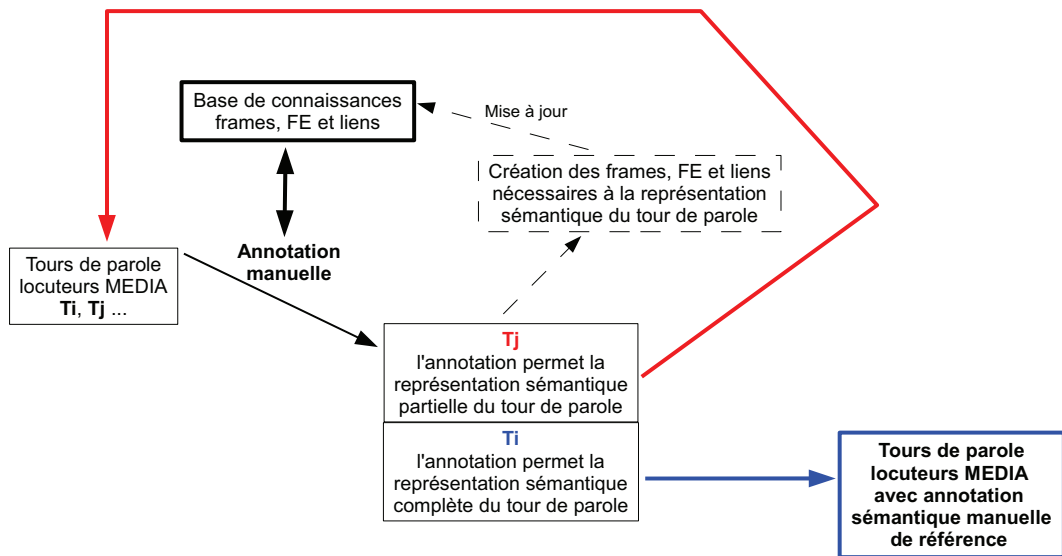 Base de connaissances
frames, FE et liens
Mise à jour
Création des frames, FE et liens
nécessaires à la représentation
sémantique du tour de parole
Annotation
manuelle
Tours de parole
locuteurs MEDIA
Ti, Tj ...
Tj
l'annotation permet la
représentation sémantique
partielle du tour de parole
Ti
l'annotation permet la
représentation sémantique
complète du tour de parole
Tours de parole
locuteurs MEDIA
avec annotation
sémantique manuelle
de référence